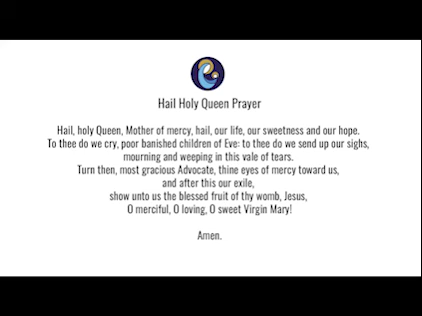 Hail Holy Queen Prayer
Hail, holy Queen, Mother of mercy, hail, our life, our sweetness and our hope.
To thee do we cry, poor banished children of Eve: to thee do we send up our sighs,
mourning and weeping in this vale of tears.
Turn then, most gracious Advocate, thine eyes of mercy toward us,
and after this our exile,
show unto us the blessed fruit of thy womb, Jesus,
O merciful, O loving, O sweet Virgin Mary!
Amen.